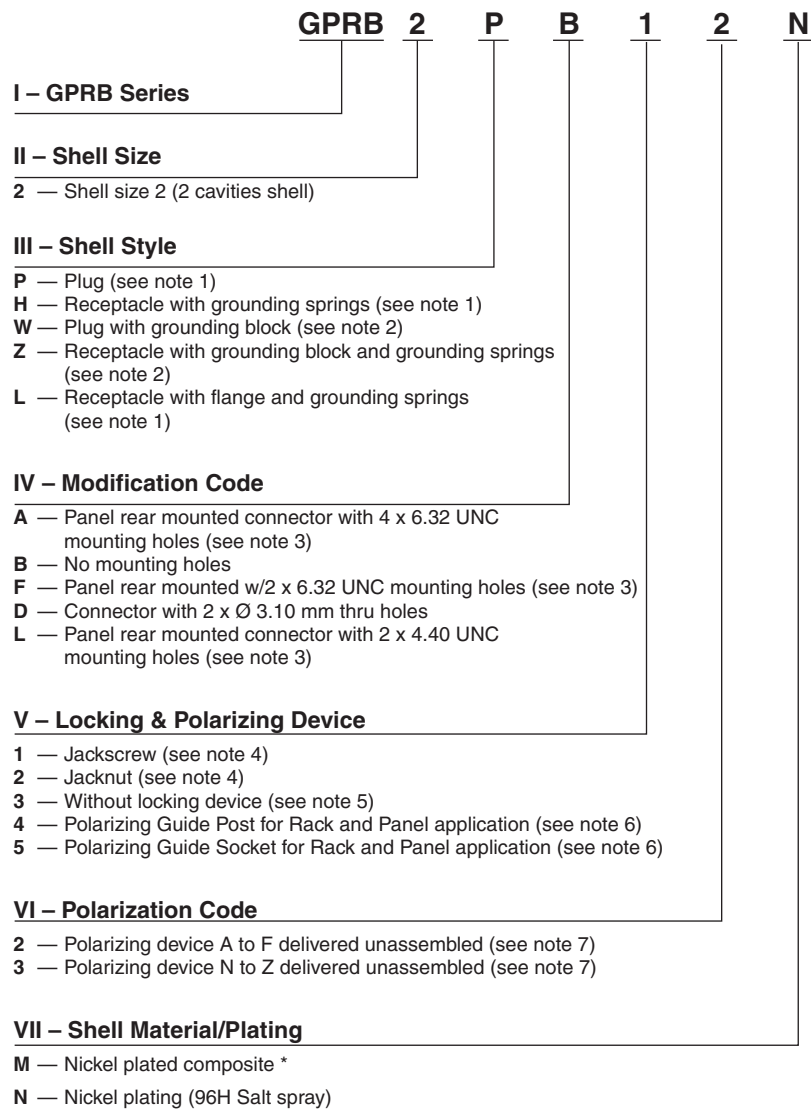 GPRB 2 P B 1 2 N
I – GPRB Series
II – Shell Size
2 — Shell size 2 (2 cavities shell)
III – Shell Style
P — Plug (see note 1)
H — Receptacle with grounding springs (see note 1)
W — Plug with grounding block (see note 2)
Z — Receptacle with grounding block and grounding springs
(see note 2)
L — Receptacle with flange and grounding springs
(see note 1)
IV – Modification Code
A — Panel rear mounted connector with 4 x 6.32 UNC
mounting holes (see note 3)
B — No mounting holes
F — Panel rear mounted w/2 x 6.32 UNC mounting holes (see note 3)
D — Connector with 2 x Ø 3.10 mm thru holes
L — Panel rear mounted connector with 2 x 4.40 UNC
mounting holes (see note 3)
V – Locking & Polarizing Device
1 — Jackscrew (see note 4)
2 — Jacknut (see note 4)
3 — Without locking device (see note 5)
4 — Polarizing Guide Post for Rack and Panel application (see note 6)
5 — Polarizing Guide Socket for Rack and Panel application (see note 6)
VI – Polarization Code
2 — Polarizing device A to F delivered unassembled (see note 7)
3 — Polarizing device N to Z delivered unassembled (see note 7)
VII – Shell Material/Plating
M — Nickel plated composite *
N — Nickel plating (96H Salt spray)